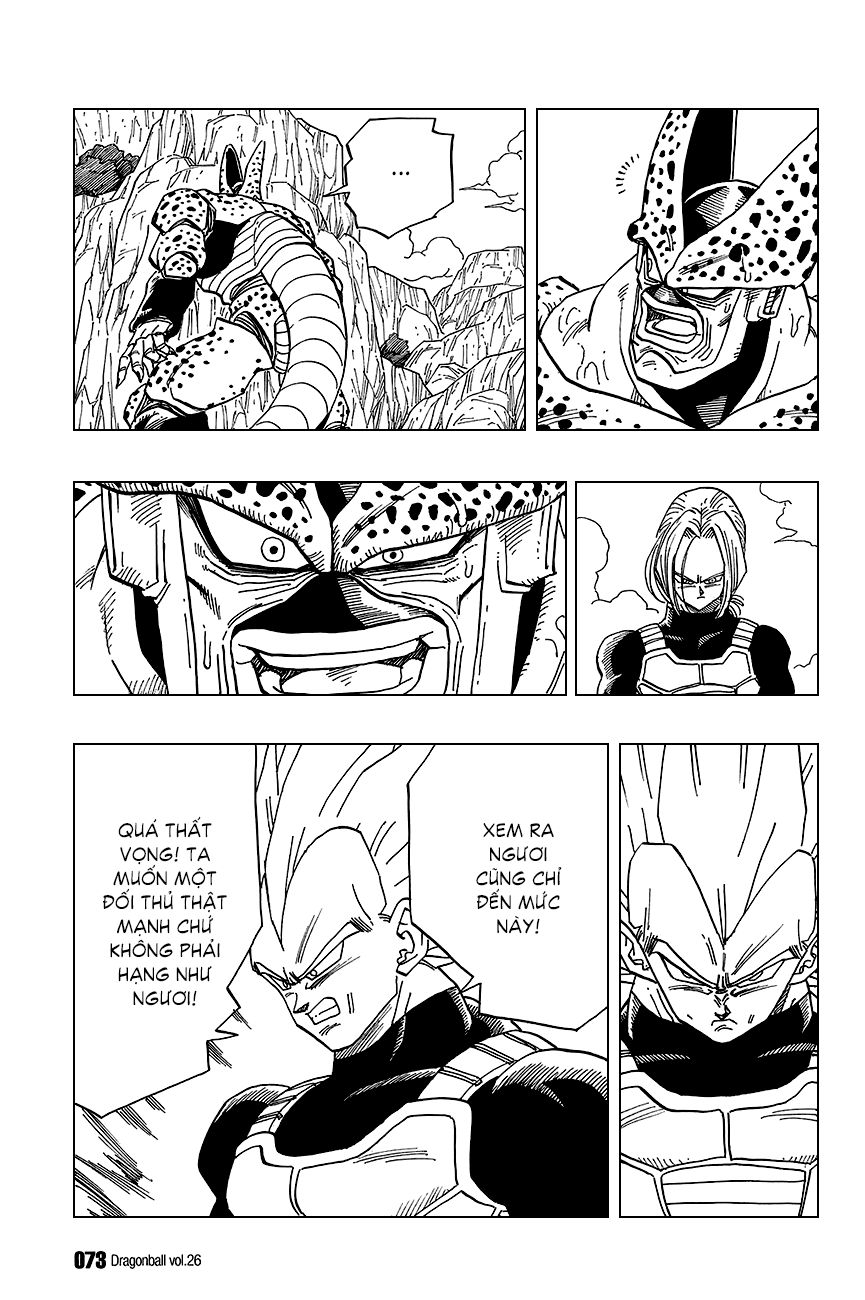 ...
XEM RA
NGƯƠI
CŨNG CHỈ
ĐẾN MỨC
NÀY!
QUÁ THẤT
VỌNG! TA
MUỐN MỘT
ĐỐI THỦ THẬT
MẠNH CHỨ
KHÔNG PHẢI
HẠNG NHƯ
NGƯƠI!
073 Dragonball vol.26